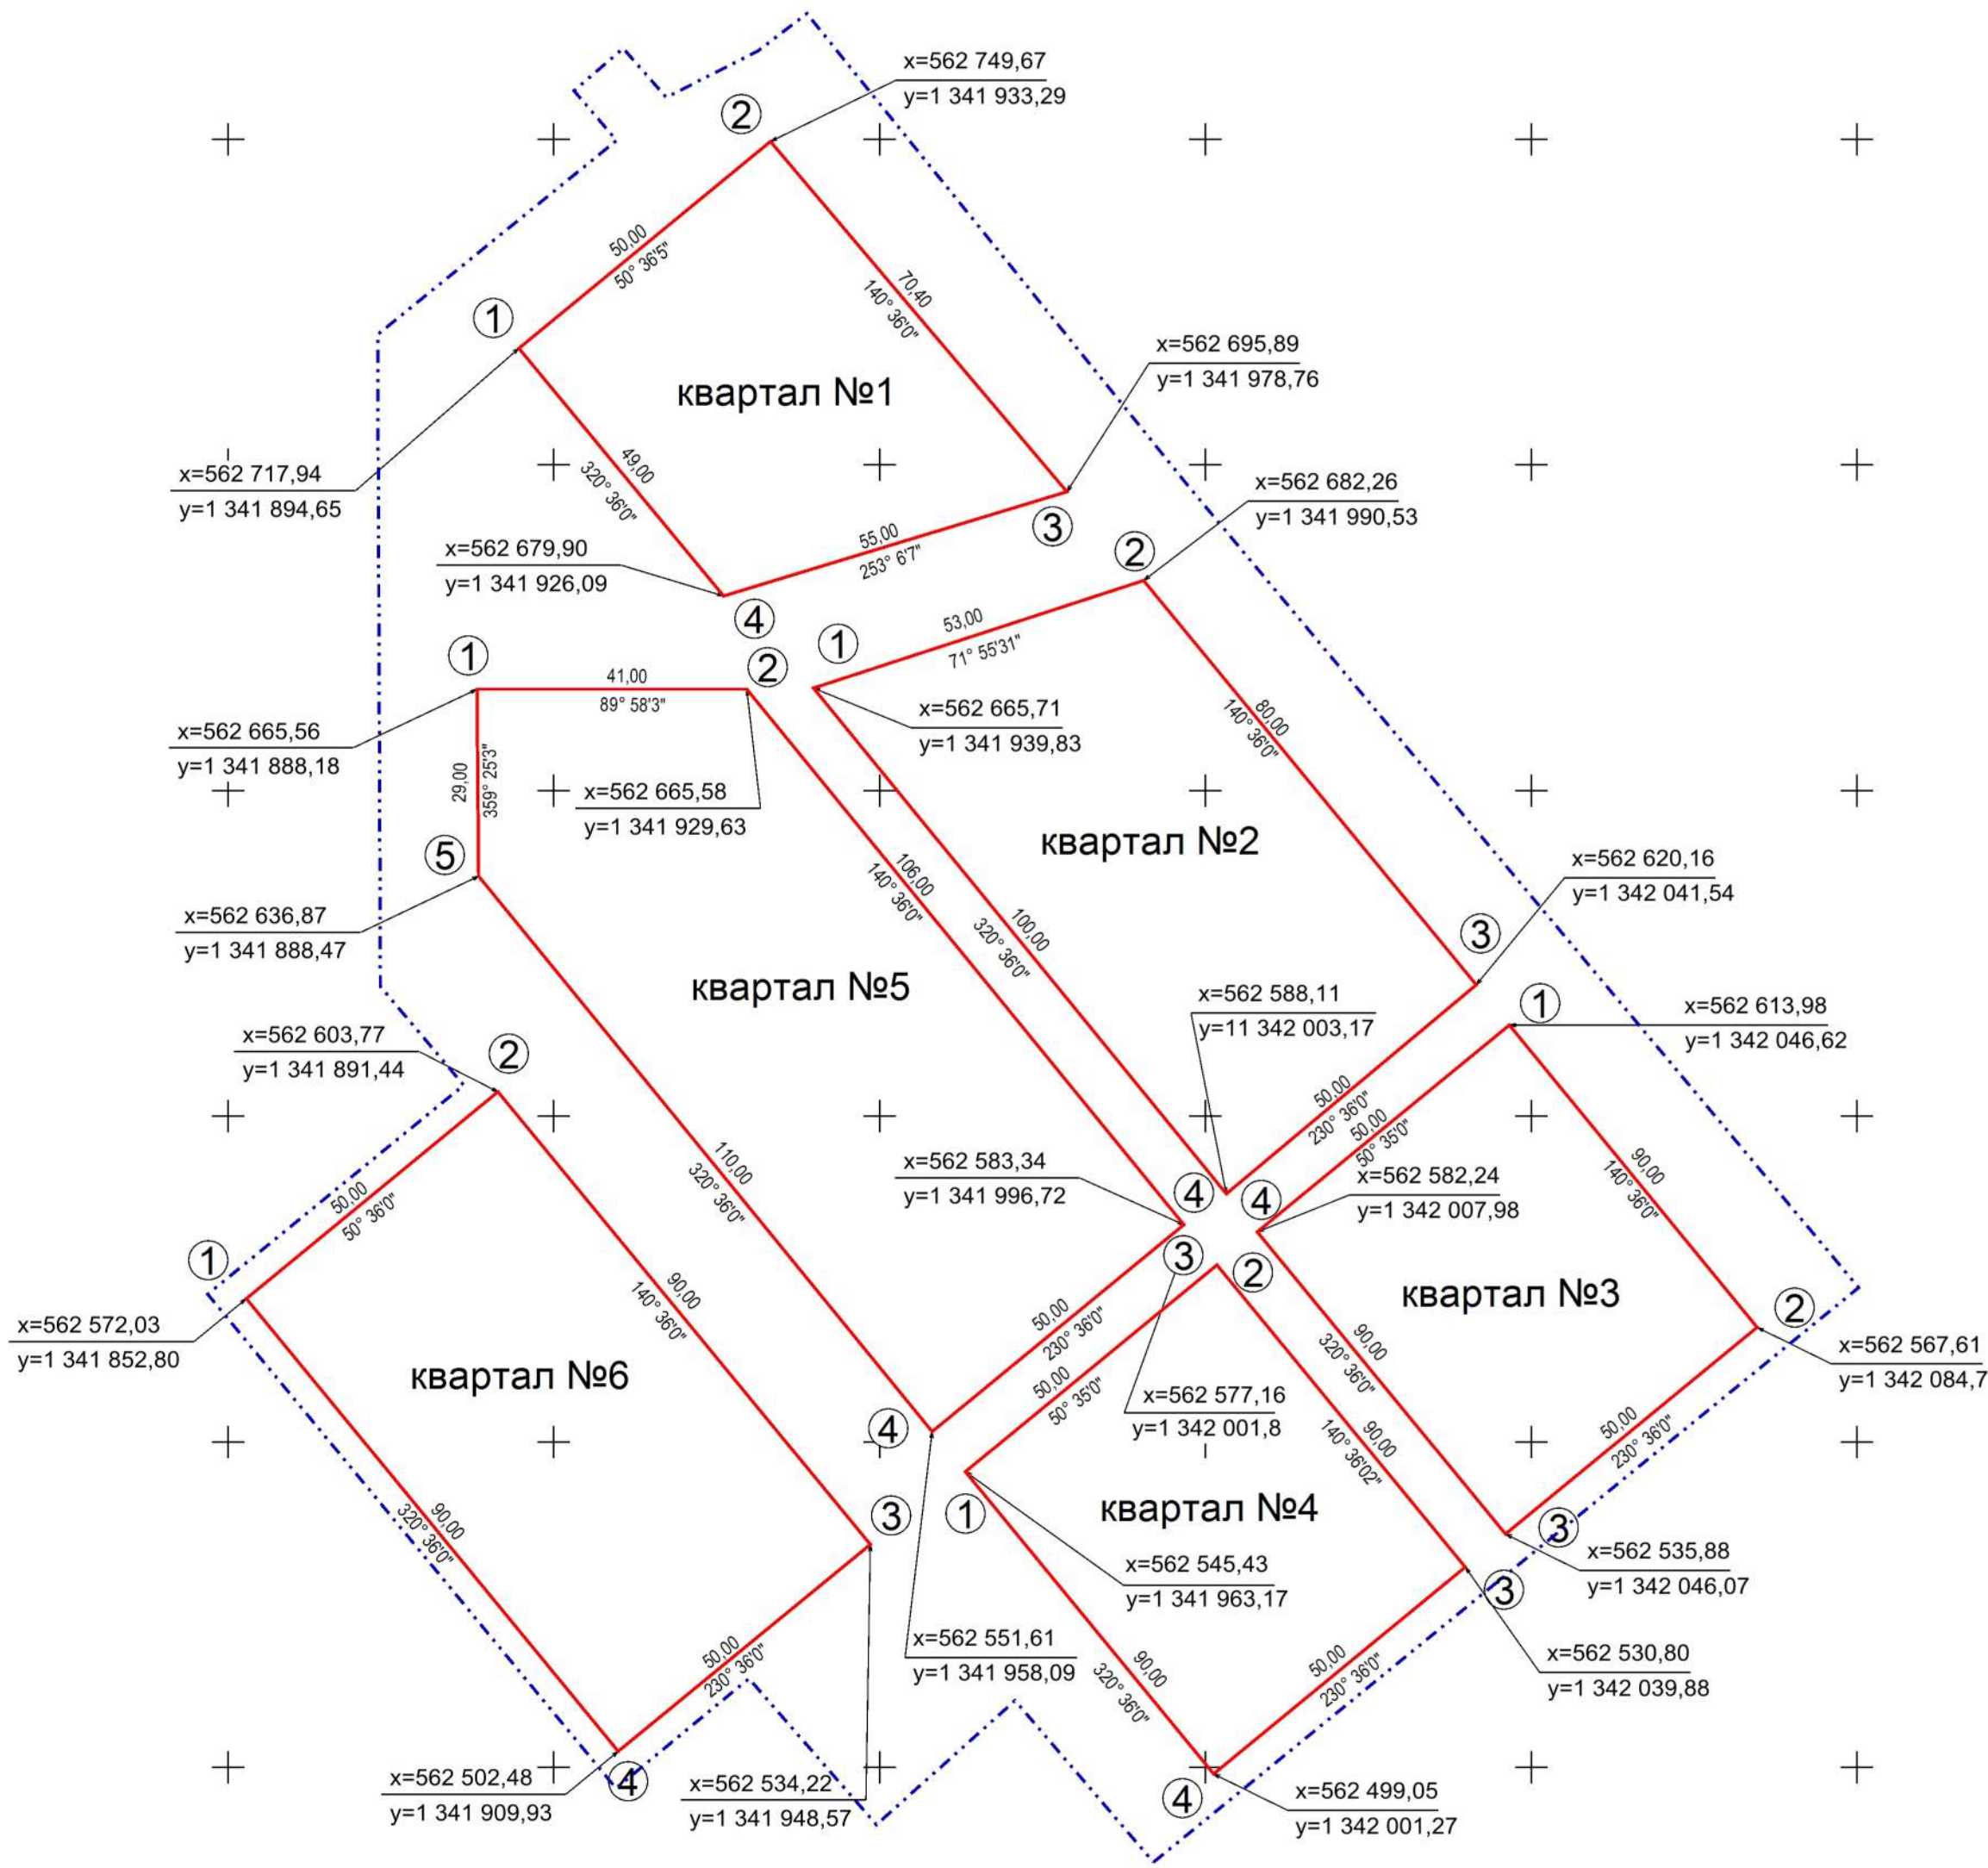 x=562 749,67
y=1 341 933,29
②
50,00
50° 36'5"
70,40
140° 36'0"
①
x=562 695,89
y=1 341 978,76
квартал №1
x=562 717,94
y=1 341 894,65
49,00
320° 36'0"
x=562 682,26
y=1 341 990,53
③
55,00
253° 6'7"
x=562 679,90
y=1 341 926,09
②
④
53,00
71° 55'31"
①
①
②
41,00
89° 58'3"
x=562 665,71
y=1 341 939,83
80,00
140° 36'0"
x=562 665,56
y=1 341 888,18
29,00
359° 25'3"
x=562 665,58
y=1 341 929,63
квартал №2
⑤
106,00
140° 36'0"
x=562 620,16
y=1 342 041,54
x=562 636,87
y=1 341 888,47
100,00
320° 36'0"
③
квартал №5
x=562 588,11
y=11 342 003,17
①
x=562 613,98
y=1 342 046,62
x=562 603,77
y=1 341 891,44
②
50,00
230° 36'0"
50,00
50° 35'0"
110,00
320° 36'0"
x=562 583,34
y=1 341 996,72
90,00
140° 36'0"
x=562 582,24
y=1 342 007,98
④
④
50,00
50° 36'0"
①
③
②
90,00
140° 36'0"
квартал №3
②
x=562 572,03
y=1 341 852,80
50,00
230° 36'0"
90,00
320° 36'0"
x=562 567,61
y=1 342 084,7
квартал №6
50,00
50° 35'0"
x=562 577,16
y=1 342 001,8
④
50,00
230° 36'0"
90,00
140° 36'02"
③
①
квартал №4
③
90,00
320° 36'0"
x=562 545,43
y=1 341 963,17
x=562 535,88
y=1 342 046,07
③
x=562 551,61
y=1 341 958,09
50,00
230° 36'0"
90,00
320° 36'0"
50,00
230° 36'0"
x=562 530,80
y=1 342 039,88
④
x=562 502,48
y=1 341 909,93
x=562 534,22
y=1 341 948,57
④
x=562 499,05
y=1 342 001,27